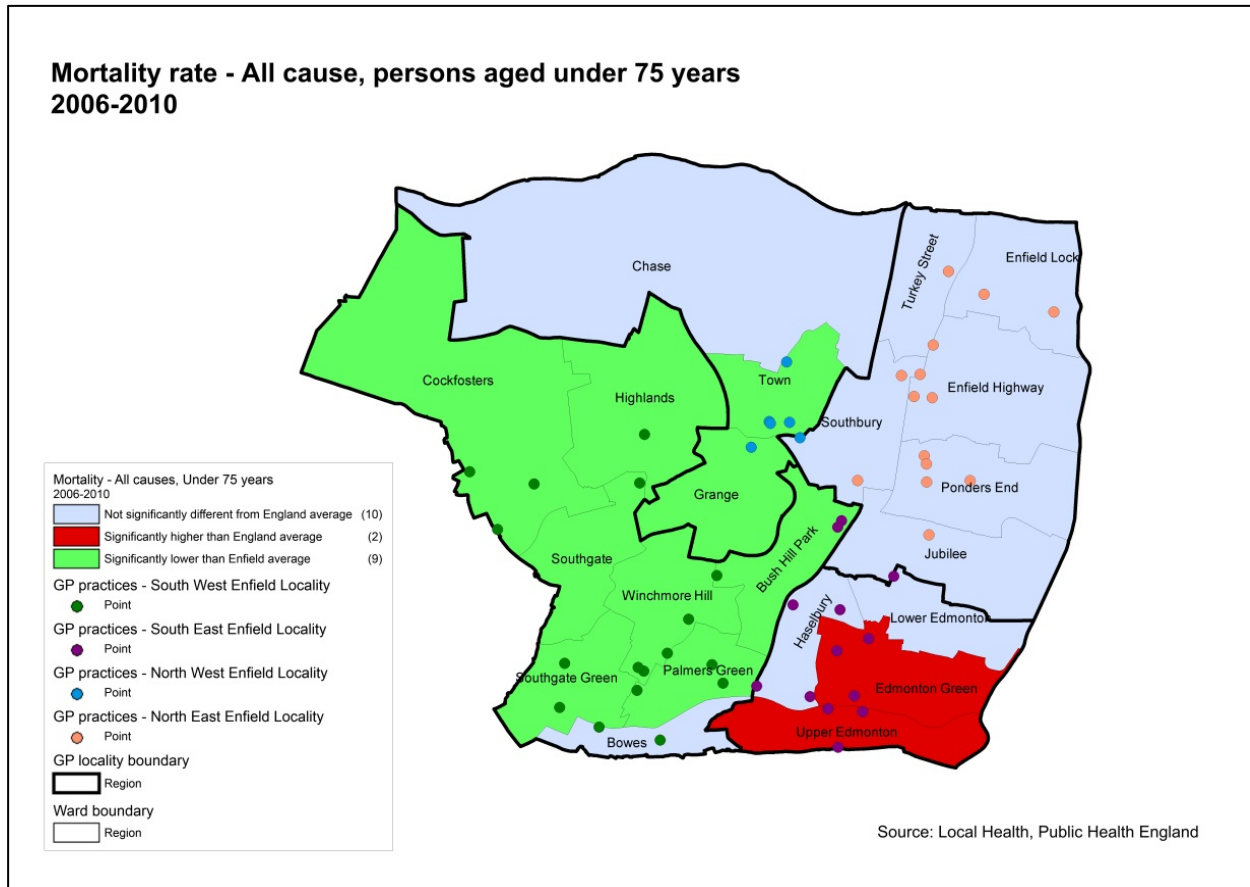 Mortality rate - All cause, persons aged under 75 years
2006-2010
Chase
Turkey Street
Enfield Lock
Cockfosters
Highlands
Town
Enfield Highway
Southbury
Grange
Ponders End
Southgate
Bush Hill Park
Jubilee
Winchmore Hill
Haselbury
Lower Edmonton
Southgate Green
Palmers Green
Edmonton Green
Bowes
Upper Edmonton
Mortality - All causes, Under 75 years
2006-2010
Not significantly different from England average (10)
Significantly higher than England average (2)
Significantly lower than Enfield average (9)
GP practices - South West Enfield Locality
Point
GP practices - South East Enfield Locality
Point
GP practices - North West Enfield Locality
Point
GP practices - North East Enfield Locality
Point
GP locality boundary
Region
Ward boundary
Region
Source: Local Health, Public Health England